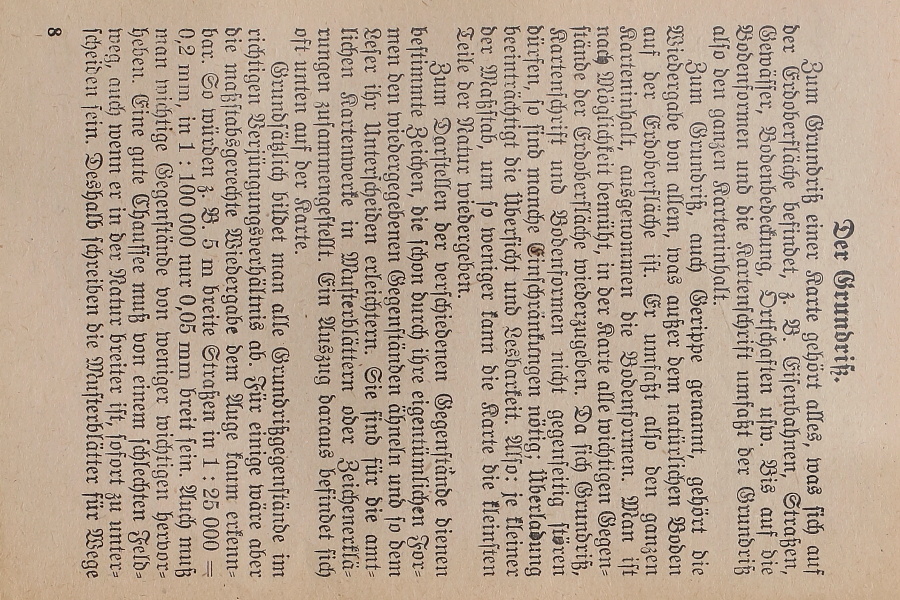 Der Grundriß.
Zum Grundriß einer Karte gehört alles, was sich auf
der Erdoberfläche befindet, z. B. Eisenbahnen, Straßen,
Gewässer, Bodenbedeckung, Ortschaften usw. Bis auf die
Bodenformen und die Kartenschrift umfaßt der Grundriß
also den ganzen Karteninhalt.
Zum Grundriß, auch Gerippe genannt, gehört die
Wiedergabe von allem, was außer dem natürlichen Boden
auf der Erdoberfläche ist. Er umfaßt also den ganzen
Karteninhalt, ausgenommen die Bodenformen. Man ist
nach Möglichkeit bemüht, in der Karte alle wichtigen Gegen-
stände der Erdoberfläche wiederzugeben. Da sich Grundriß,
Kartenschrift und Bodenformen nicht gegenseitig stören
dürfen, so sind manche Einschränkungen nötig. Überladung
beeinträchtigt die Übersicht und Lesbarkeit. Also: je kleiner
der Maßstab, um so weniger kann die Karte die kleinsten
Teile der Natur wiedergeben.
Zum Darstellen der verschiedenen Gegenstände dienen
bestimmte Zeichen, die schon durch ihre eigentümlichen For-
men den wiedergegebenen Gegenständen ähneln und so dem
Leser ihr Unterscheiden erleichtern. Sie sind für die amt-
lichen Kartenwerke in Musterblättern oder Zeichenerklä-
rungen zusammengestellt. Ein Auszug daraus befindet sich
oft unten auf der Karte.
Grundsätzlich bildet man alle Grundrißgegenstände im
richtigen Verjüngungsverhältnis ab. Für einige wäre aber
die maßstabsgerechte Wiedergabe dem Auge kaum erkenn-
bar. So würden z. B. 5 m breite Straßen in 1 : 25 000 =
0,2 mm, in 1 : 100 000 nur 0,05 mm breit sein. Auch muß
man wichtige Gegenstände von weniger wichtigen hervor-
heben. Eine gute Chaussee muß von einem schlechten Feld-
weg, auch wenn er in der Natur breiter ist, sofort zu unter-
scheiden sein. Deshalb schreiben die Musterblätter für Wege
8